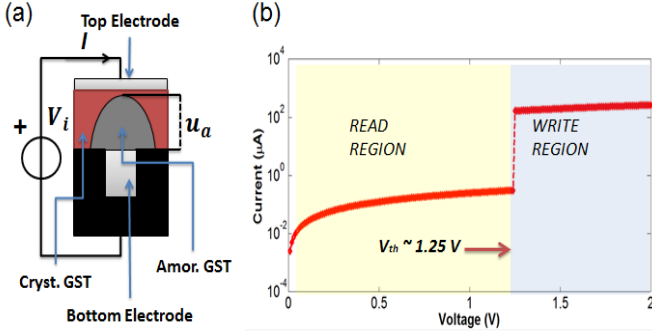 (a)
Top Electrode
I
+
V_i
u_a
Cryst. GST
Amor. GST
Bottom Electrode
(b)
Current (μA)
10^4
10^2
10^0
10^-2
10^-4
READ
REGION
WRITE
REGION
V_th ~ 1.25 V
0
0.5
1
1.5
2
Voltage (V)